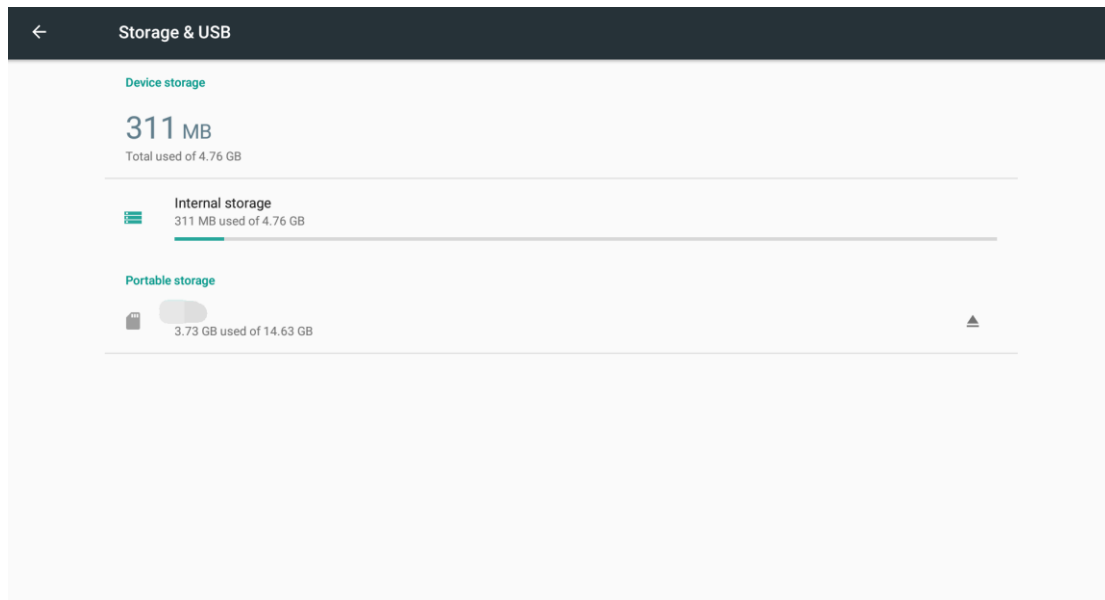 Storage & USB
Device storage
311 MB
Total used of 4.76 GB
Internal storage
311 MB used of 4.76 GB
Portable storage
3.73 GB used of 14.63 GB